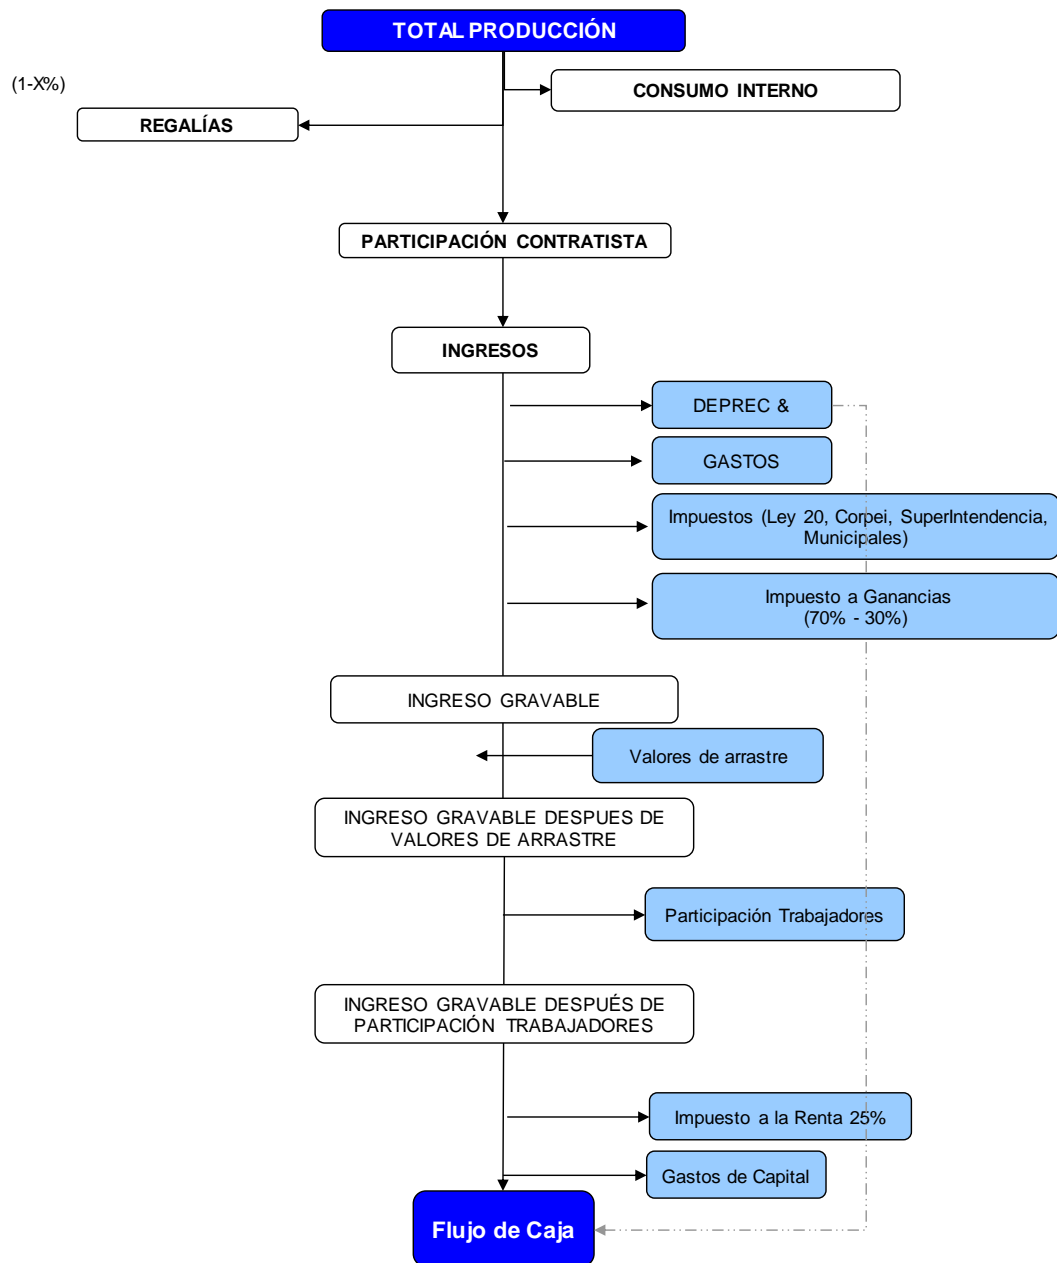 TOTAL PRODUCCIÓN
(1-X%)
CONSUMO INTERNO
REGALÍAS
PARTICIPACIÓN CONTRATISTA
INGRESOS
DEPREC &
GASTOS
Impuestos (Ley 20, Corpei, SuperIntendencia,
Municipales)
Impuesto a Ganancias
(70% - 30%)
INGRESO GRAVABLE
Valores de arrastre
INGRESO GRAVABLE DESPUES DE
VALORES DE ARRASTRE
Participación Trabajadores
INGRESO GRAVABLE DESPUÉS DE
PARTICIPACIÓN TRABAJADORES
Impuesto a la Renta 25%
Gastos de Capital
Flujo de Caja